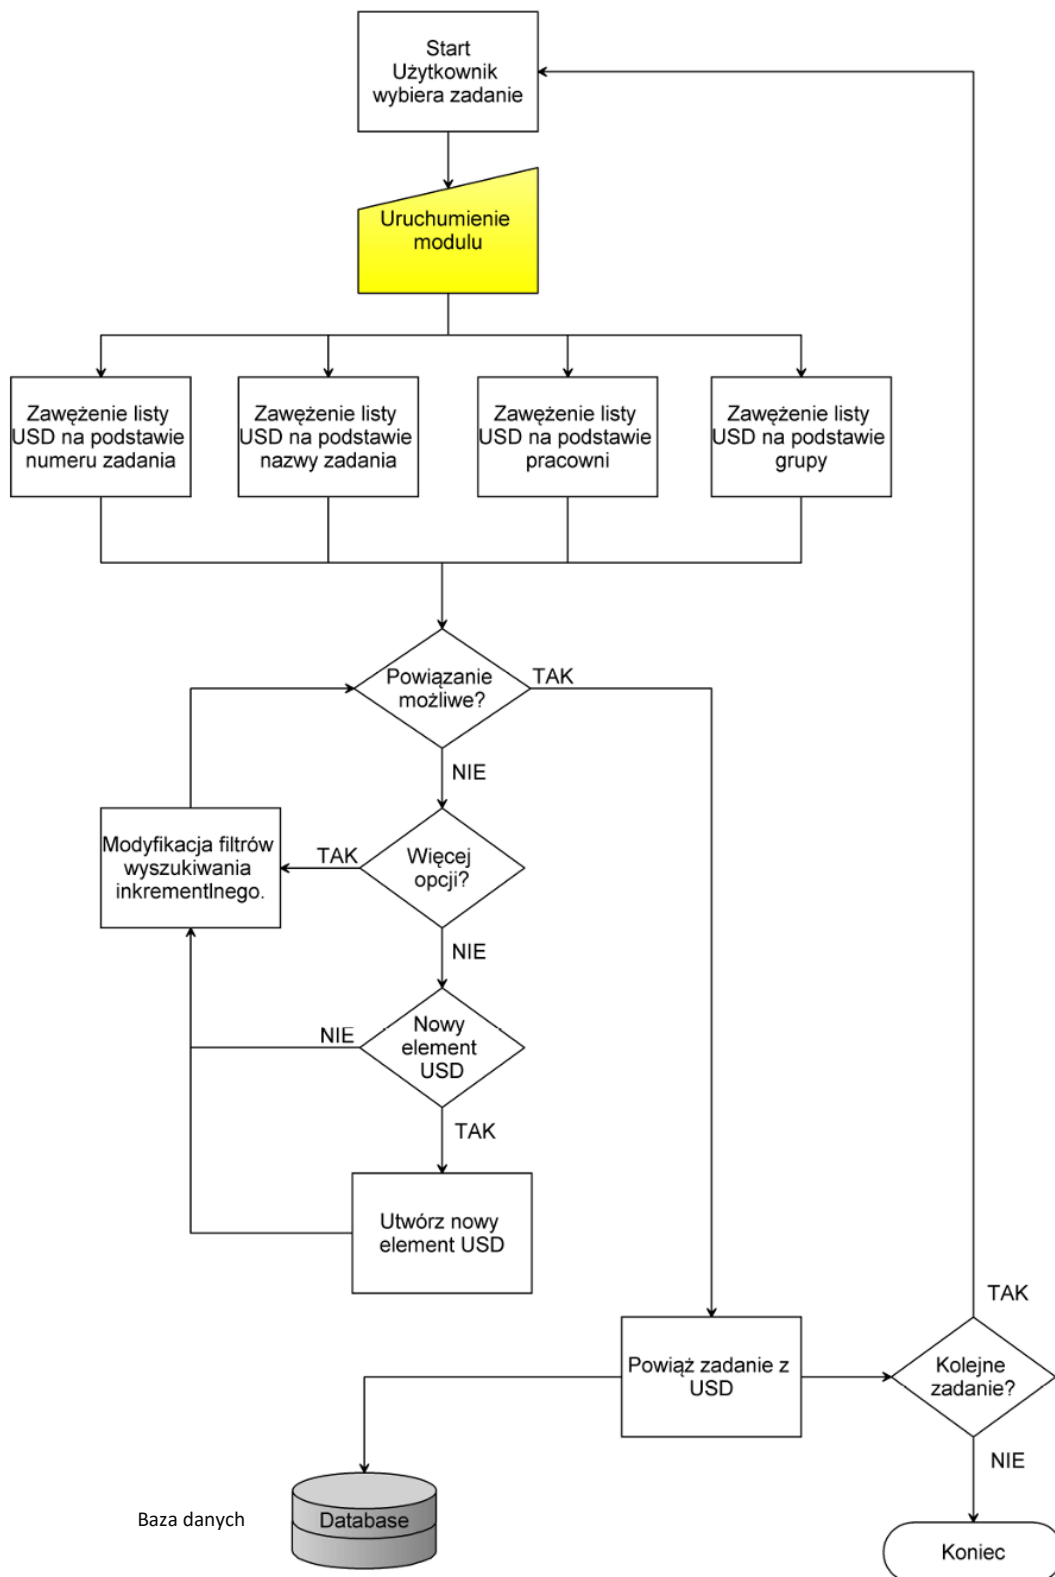 Start
Użytkownik
wybiera zadanie
Uruchumienie
modulu
Zawężenie listy
USD na podstawie
numeru zadania
Zawężenie listy
USD na podstawie
nazwy zadania
Zawężenie listy
USD na podstawie
pracowni
Zawężenie listy
USD na podstawie
grupy
Powiązanie
możliwe?
TAK
NIE
Modyfikacja filtrów
wyszukiwania
inkrementlnego.
TAK
Więcej
opcji?
NIE
NIE
Nowy
element
USD
TAK
Utwórz nowy
element USD
TAK
Powiąż zadanie z
USD
Kolejne
zadanie?
NIE
Baza danych
Database
Koniec